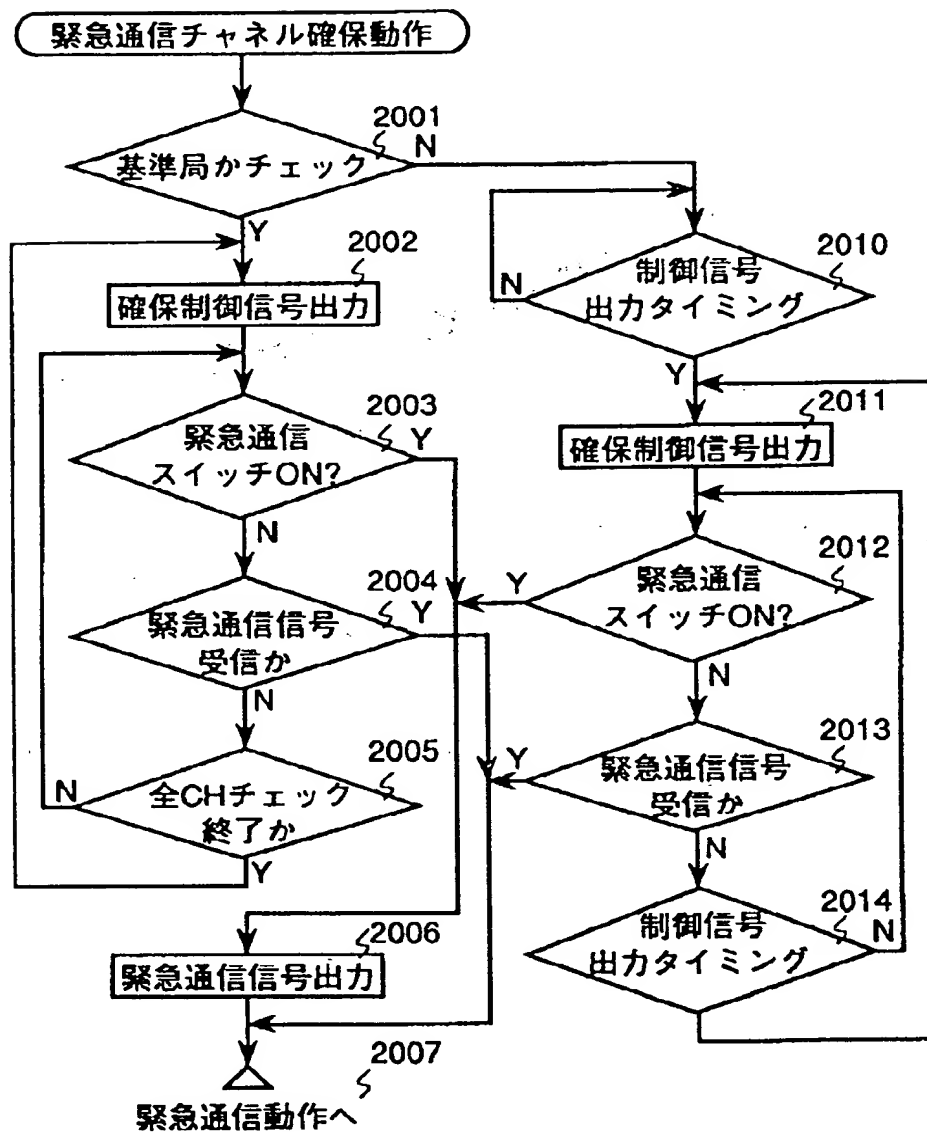 緊急通信チャネル確保動作
2001
基準局かチェック
N
Y
2002
確保制御信号出力
2003
緊急通信
スイッチON?
Y
N
2004
緊急通信信号
受信か
Y
N
2005
全CHチェック
終了か
N
Y
2006
緊急通信信号出力
2007
緊急通信動作へ
2010
制御信号
出力タイミング
N
Y
2011
確保制御信号出力
2012
緊急通信
スイッチON?
Y
N
2013
緊急通信信号
受信か
Y
N
2014
制御信号
出力タイミング
N